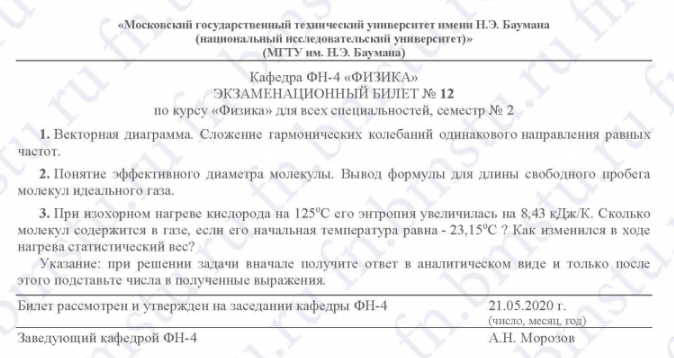 «Московский государственный технический университет имени Н.Э. Баумана
(национальный исследовательский университет)»
(МГТУ им. Н.Э. Баумана)
Кафедра ФН-4 «ФИЗИКА»
ЭКЗАМЕНАЦИОННЫЙ БИЛЕТ № 12
по курсу «Физика» для всех специальностей, семестр № 2
1. Векторная диаграмма. Сложение гармонических колебаний одинакового направления равных
частот.
2. Понятие эффективного диаметра молекулы. Вывод формулы для длины свободного пробега
молекул идеального газа.
3. При изохорном нагреве кислорода на 125⁰С его энтропия увеличилась на 8,43 кДж/К. Сколько
молекул содержится в газе, если его начальная температура равна - 23,15⁰С ? Как изменился в ходе
нагрева статистический вес?
Указание: при решении задачи вначале получите ответ в аналитическом виде и только после
этого подставьте числа в полученные выражения.
Билет рассмотрен и утвержден на заседании кафедры ФН-4
21.05.2020 г.
(число, месяц, год)
Заведующий кафедрой ФН-4
А.Н. Морозов